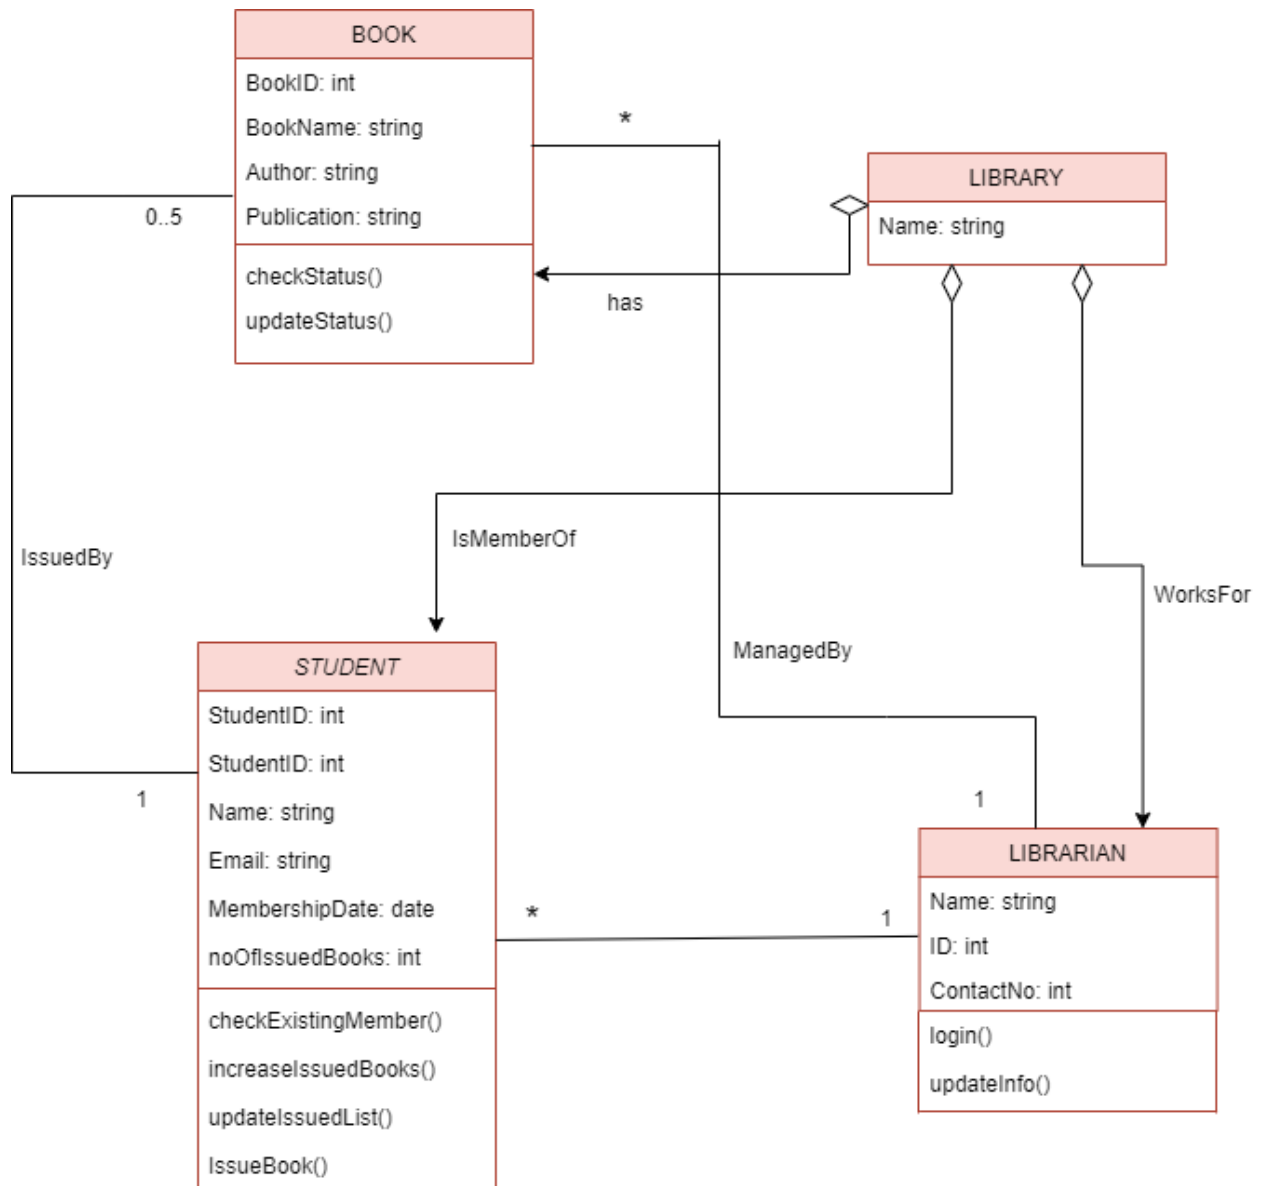 BOOK
BookID: int
BookName: string
Author: string
Publication: string
checkStatus()
updateStatus()
*
0..5
LIBRARY
Name: string
has
IssuedBy
IsMemberOf
WorksFor
ManagedBy
STUDENT
StudentID: int
StudentID: int
Name: string
Email: string
MembershipDate: date
noOfIssuedBooks: int
checkExistingMember()
increaseIssuedBooks()
updateIssuedList()
IssueBook()
1
*
1
1
LIBRARIAN
Name: string
ID: int
ContactNo: int
login()
updateInfo()